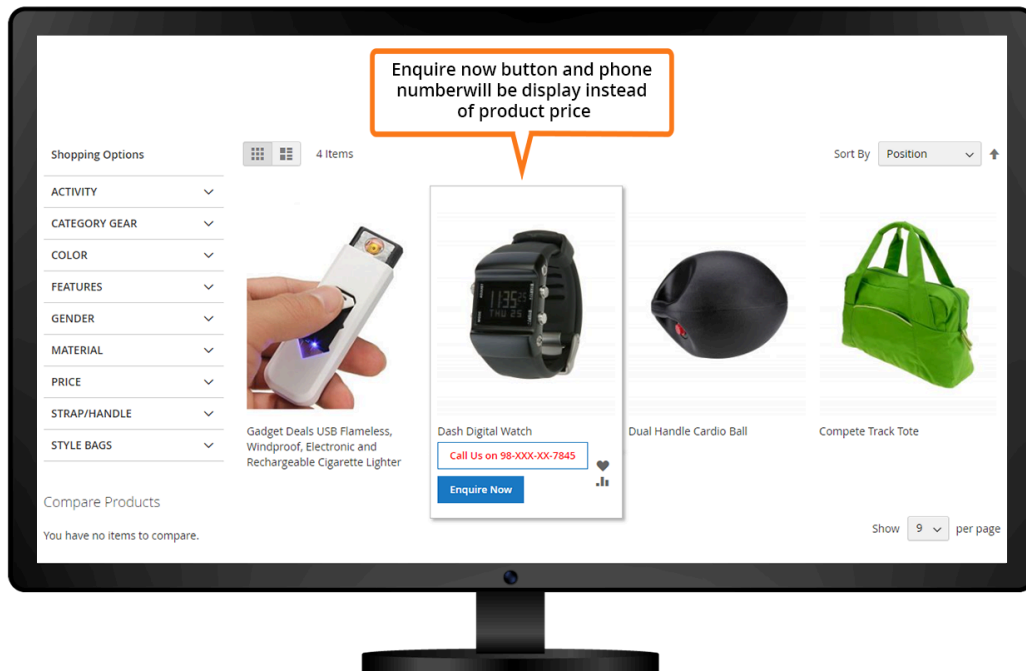 Enquire now button and phone
numberwill be display instead
of product price
Shopping Options
4 Items
Sort By Position
ACTIVITY
CATEGORY GEAR
COLOR
FEATURES
GENDER
MATERIAL
PRICE
STRAP/HANDLE
STYLE BAGS
Gadget Deals USB Flameless,
Windproof, Electronic and
Rechargeable Cigarette Lighter
Dash Digital Watch
Call Us on 98-XXX-XX-7845
Enquire Now
Dual Handle Cardio Ball
Compete Track Tote
Compare Products
You have no items to compare.
Show 9 per page